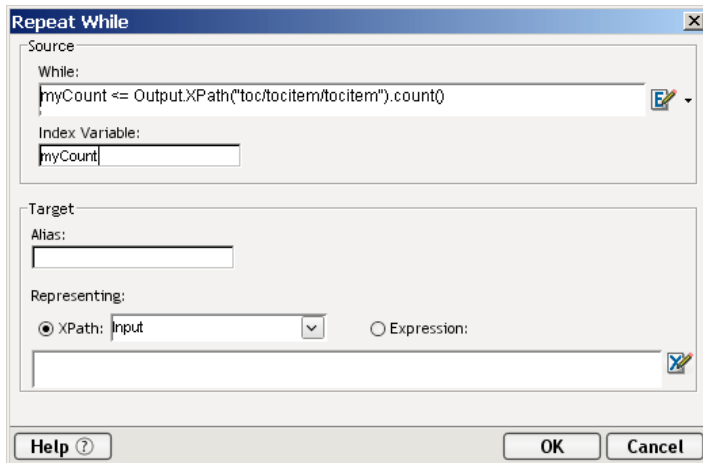 Repeat While
Source
While:
myCount <= Output.XPath("toc/tocitem/tocitem").count()
Index Variable:
myCount
Target
Alias:
Representing:
XPath: Input Expression:
Help ? OK Cancel